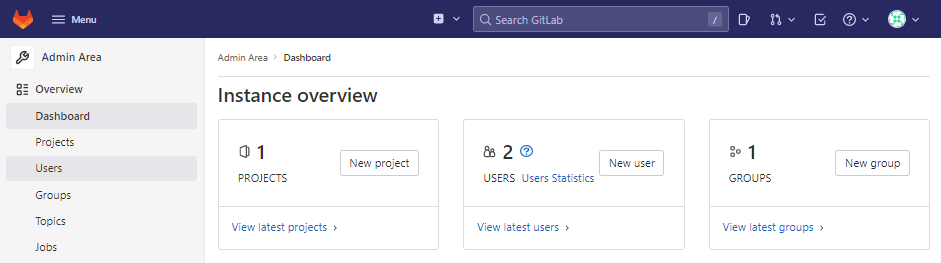 Menu
Search GitLab /
Admin Area
Admin Area › Dashboard
Overview
Dashboard
Projects
Users
Groups
Topics
Jobs
Instance overview
1
PROJECTS
New project
View latest projects ›
2 ?
USERS Users Statistics
New user
View latest users ›
1
GROUPS
New group
View latest groups ›